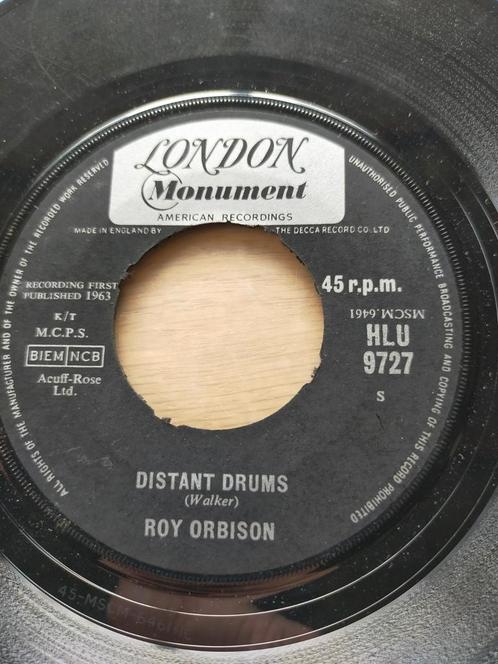 LONDON
Monument
AMERICAN RECORDINGS
MADE IN ENGLAND BY THE DECCA RECORD CO. LTD
RECORDING FIRST
PUBLISHED 1963
K/T
M.C.P.S.
BIEM NCB
Acuff-Rose
Ltd.
45 r.p.m.
MSCM.6461
HLU
9727
S
DISTANT DRUMS
(Walker)
ROY ORBISON
ALL RIGHTS OF THE MANUFACTURER AND OF THE OWNER OF THE RECORDED WORK RESERVED
UNAUTHORISED PUBLIC PERFORMANCE BROADCASTING AND COPYING OF THIS RECORD PROHIBITED